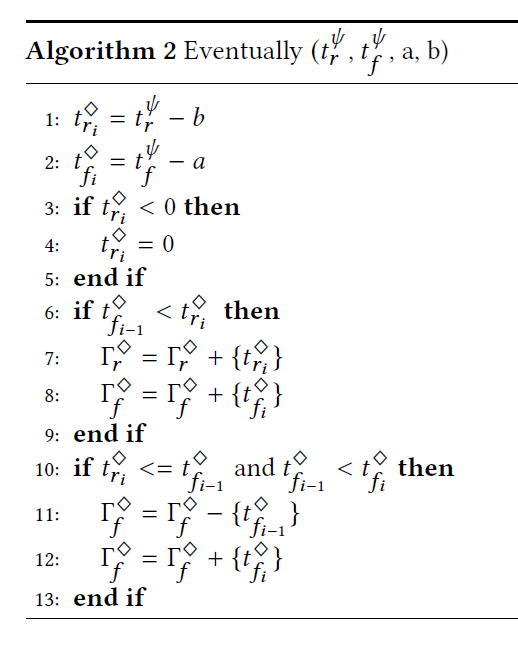 Algorithm 2 Eventually (t_r^ψ, t_f^ψ, a, b)
1: t_{r_i}^◇ = t_r^ψ − b
2: t_{f_i}^◇ = t_f^ψ − a
3: if t_{r_i}^◇ < 0 then
4: t_{r_i}^◇ = 0
5: end if
6: if t_{f_{i−1}}^◇ < t_{r_i}^◇ then
7: Γ_r^◇ = Γ_r^◇ + {t_{r_i}^◇}
8: Γ_f^◇ = Γ_f^◇ + {t_{f_i}^◇}
9: end if
10: if t_{r_i}^◇ <= t_{f_{i−1}}^◇ and t_{f_{i−1}}^◇ < t_{f_i}^◇ then
11: Γ_f^◇ = Γ_f^◇ − {t_{f_{i−1}}^◇}
12: Γ_f^◇ = Γ_f^◇ + {t_{f_i}^◇}
13: end if